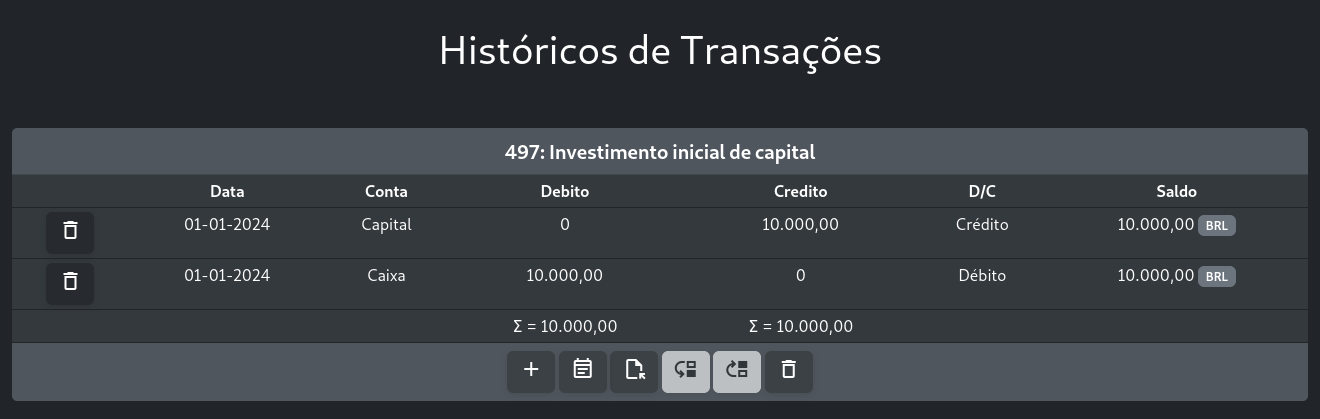 Históricos de Transações
497: Investimento inicial de capital
Data Conta Debito Credito D/C Saldo
01-01-2024 Capital 0 10.000,00 Crédito 10.000,00 BRL
01-01-2024 Caixa 10.000,00 0 Débito 10.000,00 BRL
Σ = 10.000,00 Σ = 10.000,00